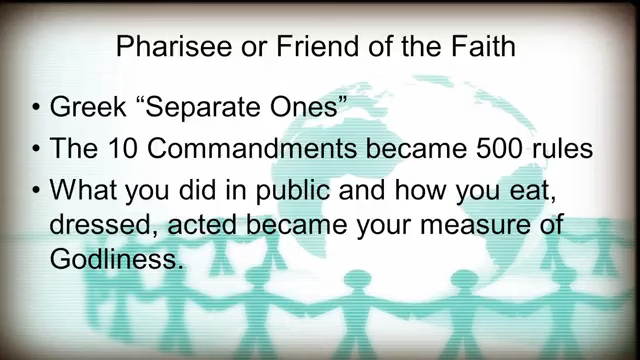 Pharisee or Friend of the Faith
• Greek “Separate Ones”
• The 10 Commandments became 500 rules
• What you did in public and how you eat,
dressed, acted became your measure of
Godliness.